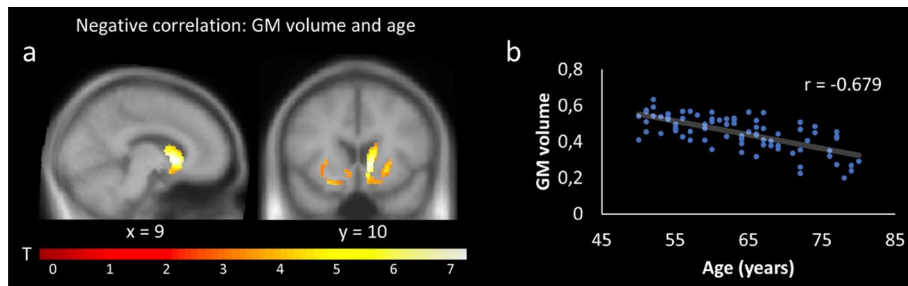 Negative correlation: GM volume and age
a
x = 9
y = 10
T
0 1 2 3 4 5 6 7
b
0,8
0,6
0,4
0,2
0
GM volume
r = -0.679
45 55 65 75 85
Age (years)